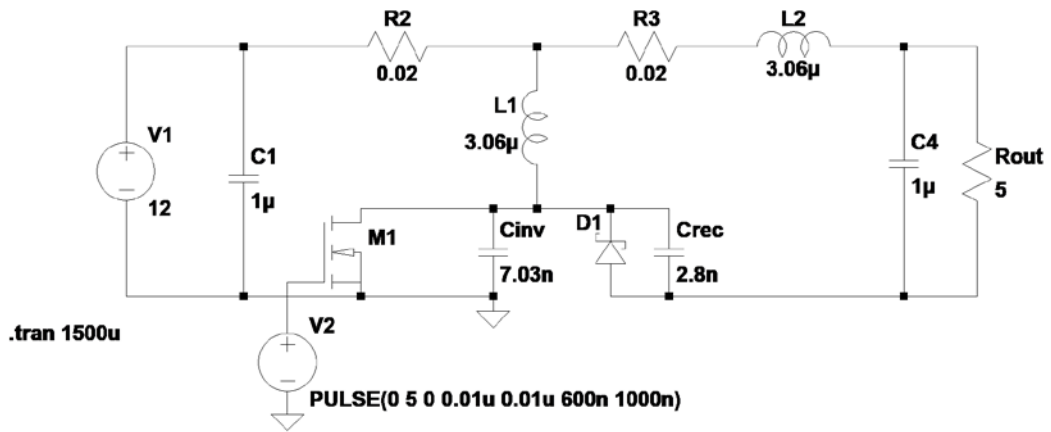 R2
0.02
R3
0.02
L2
3.06µ
L1
3.06µ
V1
12
C1
1µ
M1
Cinv
7.03n
D1
Crec
2.8n
C4
1µ
Rout
5
.tran 1500u
V2
PULSE(0 5 0 0.01u 0.01u 600n 1000n)